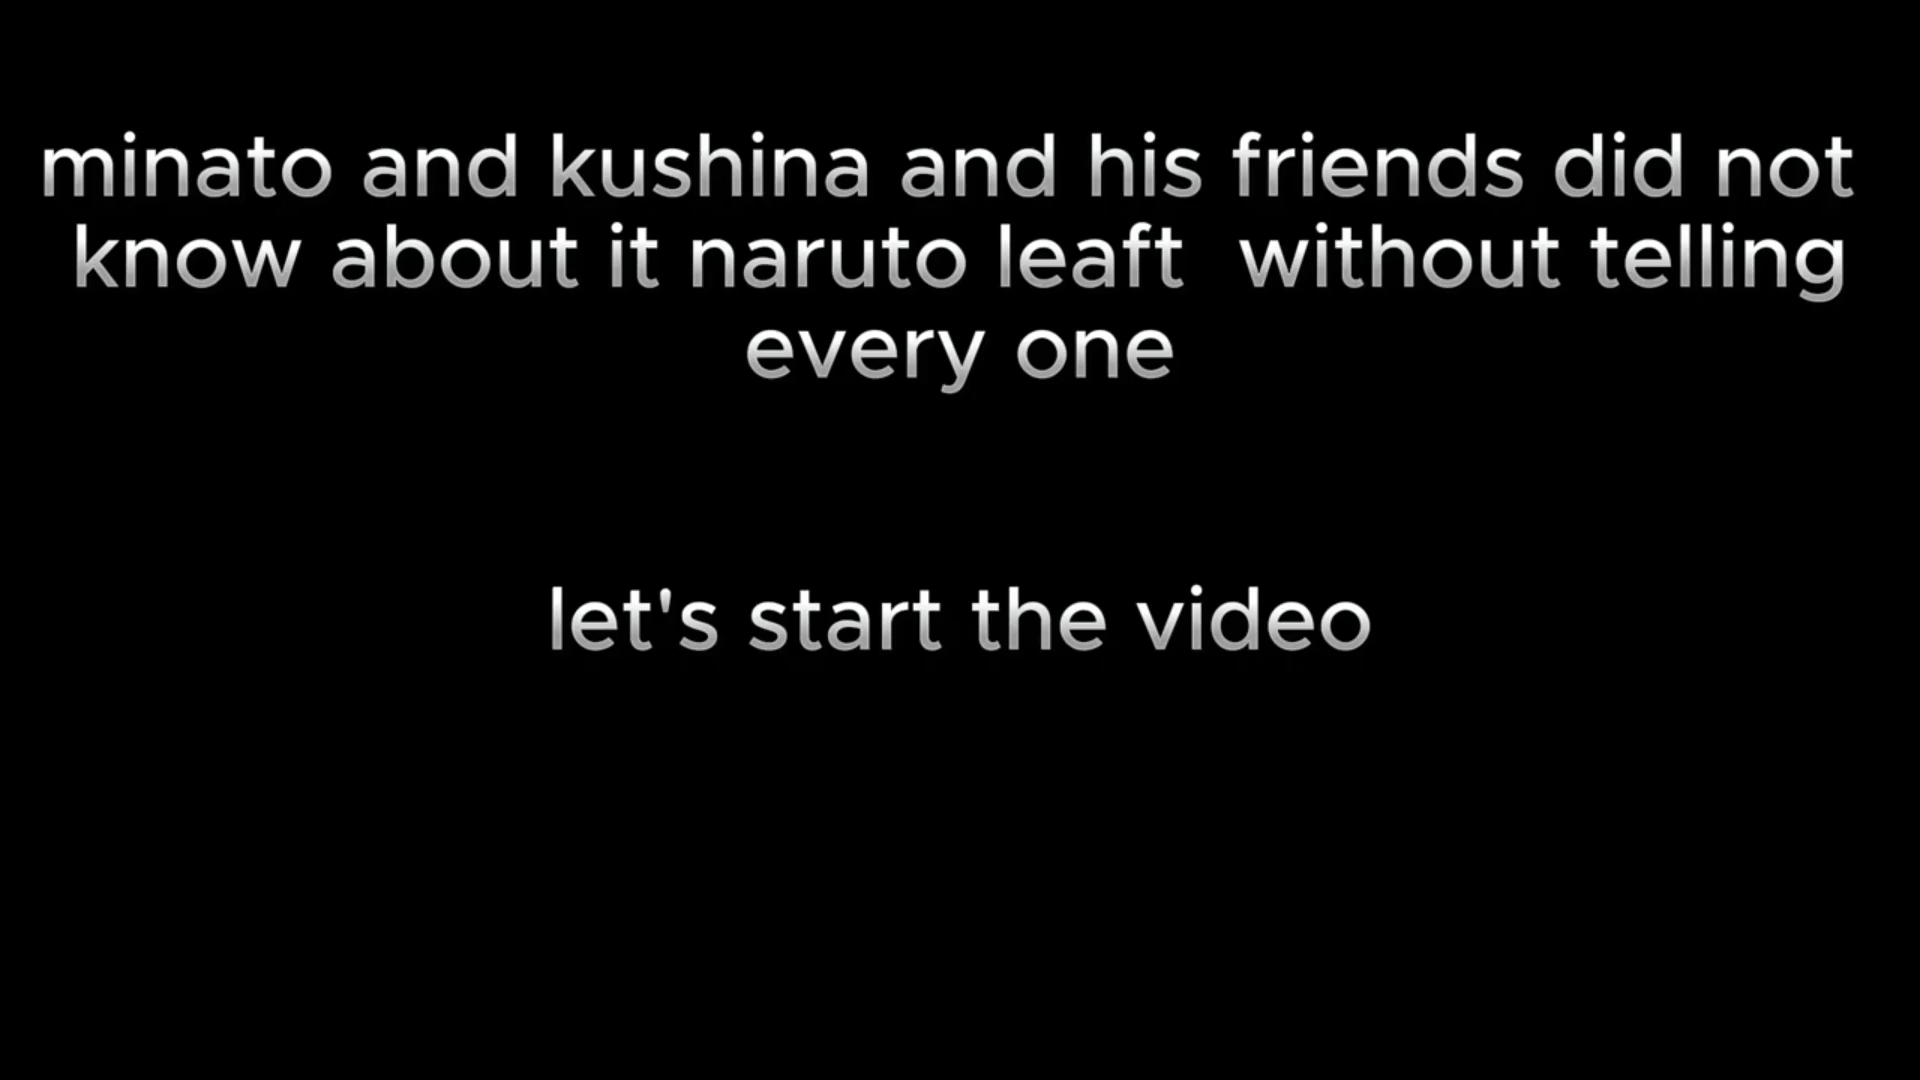 minato and kushina and his friends did not
know about it naruto leaft  without telling
every one
let's start the video